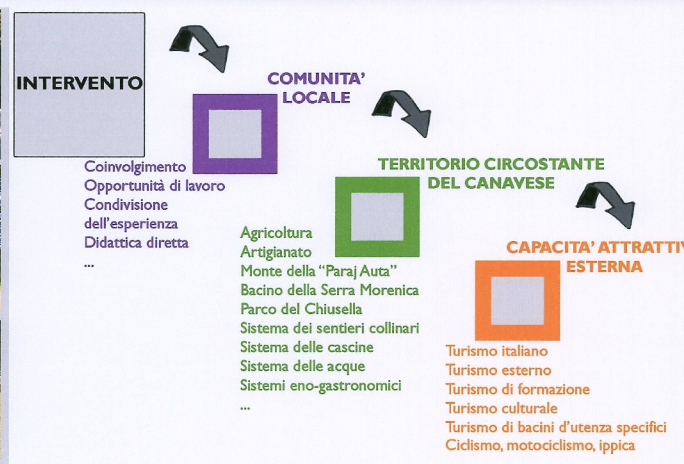 INTERVENTO
COMUNITA'
LOCALE
Coinvolgimento
Opportunità di lavoro
Condivisione
dell'esperienza
Didattica diretta
...
TERRITORIO CIRCOSTANTE
DEL CANAVESE
Agricoltura
Artigianato
Monte della “Paraj Auta”
Bacino della Serra Morenica
Parco del Chiusella
Sistema dei sentieri collinari
Sistema delle cascine
Sistema delle acque
Sistemi eno-gastronomici
...
CAPACITA' ATTRATTIV
ESTERNA
Turismo italiano
Turismo esterno
Turismo di formazione
Turismo culturale
Turismo di bacini d'utenza specifici
Ciclismo, motociclismo, ippica